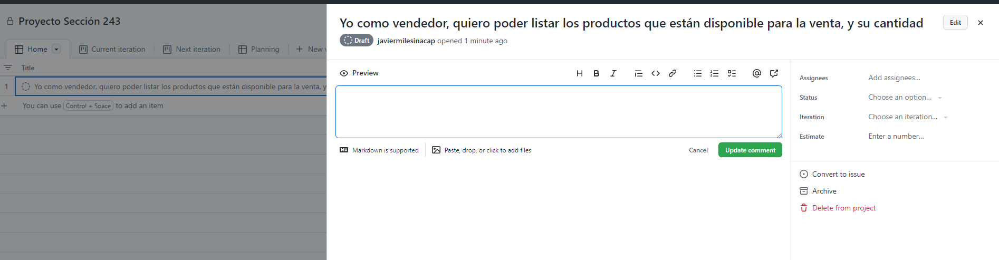 Proyecto Sección 243
Home
Current iteration
Next iteration
Planning
New v
Title
1
Yo como vendedor, quiero poder listar los productos que están disponible para la venta, y
You can use Control + Space to add an item
Yo como vendedor, quiero poder listar los productos que están disponible para la venta, y su cantidad
Edit
Draft
javiermilesinacap opened 1 minute ago
Preview
Markdown is supported
Paste, drop, or click to add files
Cancel
Update comment
Assignees
Add assignees...
Status
Choose an option...
Iteration
Choose an iteration...
Estimate
Enter a number...
Convert to issue
Archive
Delete from project